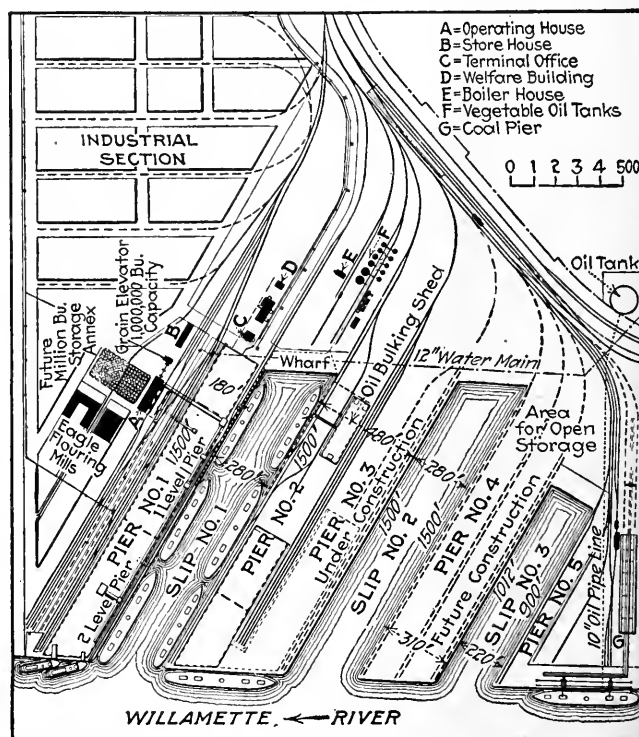 A=Operating House
B=Store House
C=Terminal Office
D=Welfare Building
E=Boiler House
F=Vegetable Oil Tanks
G=Coal Pier
0 1 2 3 4 500
INDUSTRIAL
SECTION
Oil Tank
Future
Million Bu.
Storage
Annex
Grain Elevator
1,000,000 Bu.
Capacity
B
C
D
E
F
Oil Bulking Shed
Wharf
12" Water Main
180'
A
Eagle
Flouring
Mills
Area
for Open
Storage
PIER NO. 1
1500'
1 Level Pier
2 Level Pier
280'
SLIP NO. 1
1500'
PIER NO. 2
480'
PIER NO. 3
Under Construction
1500'
SLIP NO. 2
280'
1500'
PIER NO. 4
Future Construction
310'
220'
SLIP NO. 3
1012'
900'
PIER NO. 5
10" Oil Pipe Line
G
WILLAMETTE RIVER